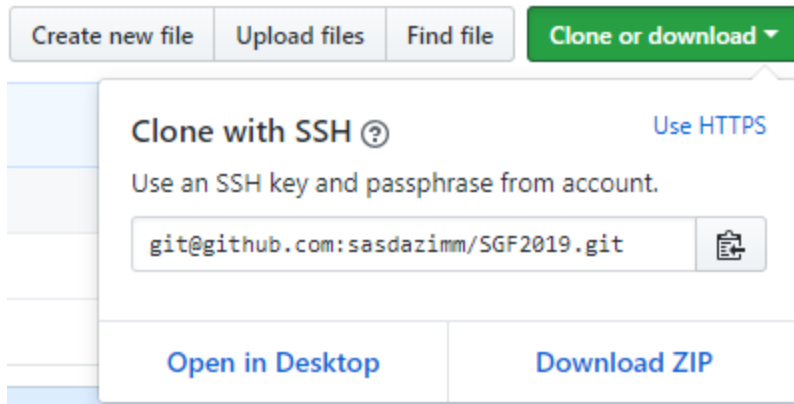 Create new file Upload files Find file Clone or download
Clone with SSH Use HTTPS
Use an SSH key and passphrase from account.
git@github.com:sasdazimm/SGF2019.git
Open in Desktop Download ZIP